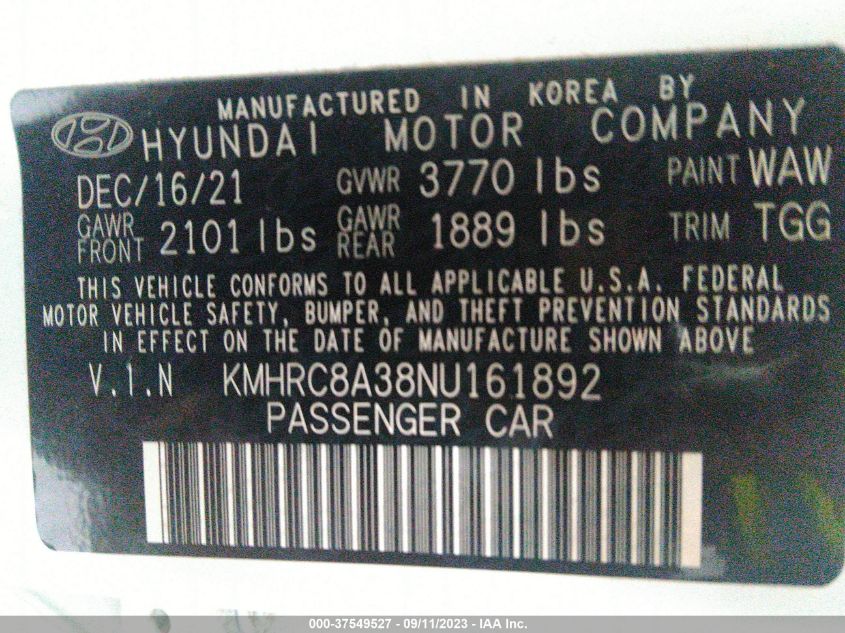 MANUFACTURED IN KOREA BY
HYUNDAI MOTOR COMPANY
DEC/16/21 GVWR 3770 lbs PAINT WAW
GAWR FRONT 2101 lbs GAWR REAR 1889 lbs TRIM TGG
THIS VEHICLE CONFORMS TO ALL APPLICABLE U.S.A. FEDERAL
MOTOR VEHICLE SAFETY, BUMPER, AND THEFT PREVENTION STANDARDS
IN EFFECT ON THE DATE OF MANUFACTURE SHOWN ABOVE
V.I.N KMHRC8A38NU161892
PASSENGER CAR
000-37549527 - 09/11/2023 - IAA Inc.